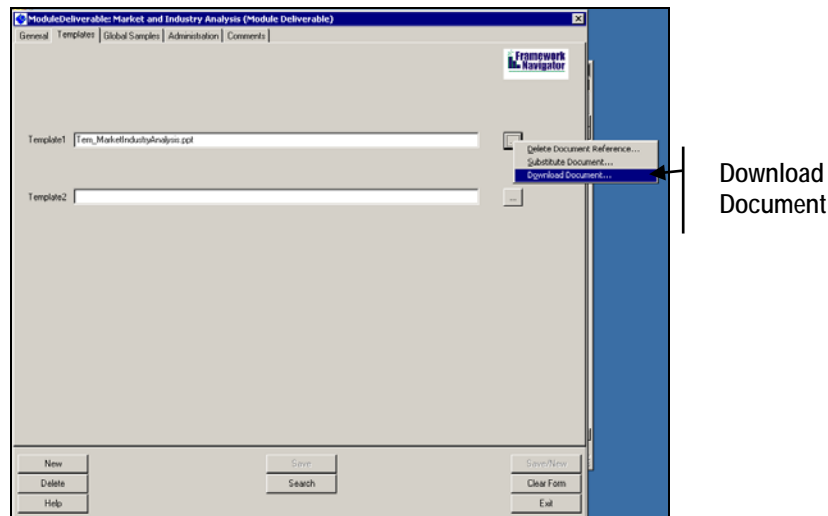 ModuleDeliverable: Market and Industry Analysis (Module Deliverable)
General Templates Global Samples Administration Comments
Framework
Navigator
Template1 Tem_MarketIndustryAnalysis.ppt ...
Delete Document Reference...
Substitute Document...
Download Document...
Download
Document
Template2 ...
New Save Save/New
Delete Search Clear Form
Help Exit